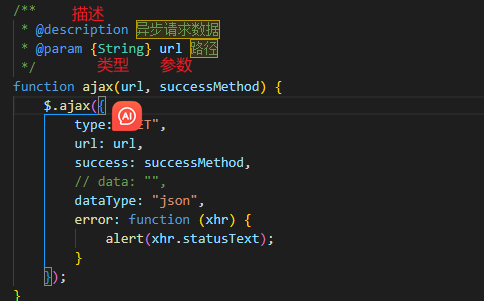 /**
描述
* @description 异步请求数据
* @param {String} url 路径
类型 参数
*/
function ajax(url, successMethod) {
$.ajax({
AI
type: ET",
url: url,
success: successMethod,
// data: "",
dataType: "json",
error: function (xhr) {
alert(xhr.statusText);
}
});
}